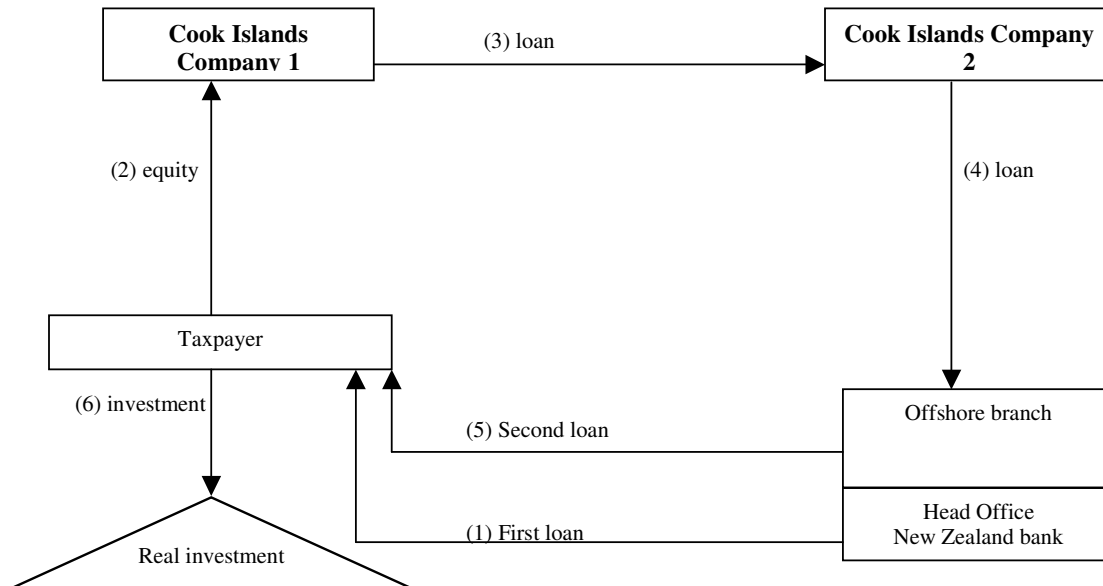 Cook Islands
Company 1
(3) loan
Cook Islands Company
2
(2) equity
(4) loan
Taxpayer
(6) investment
(5) Second loan
Offshore branch
(1) First loan
Head Office
New Zealand bank
Real investment